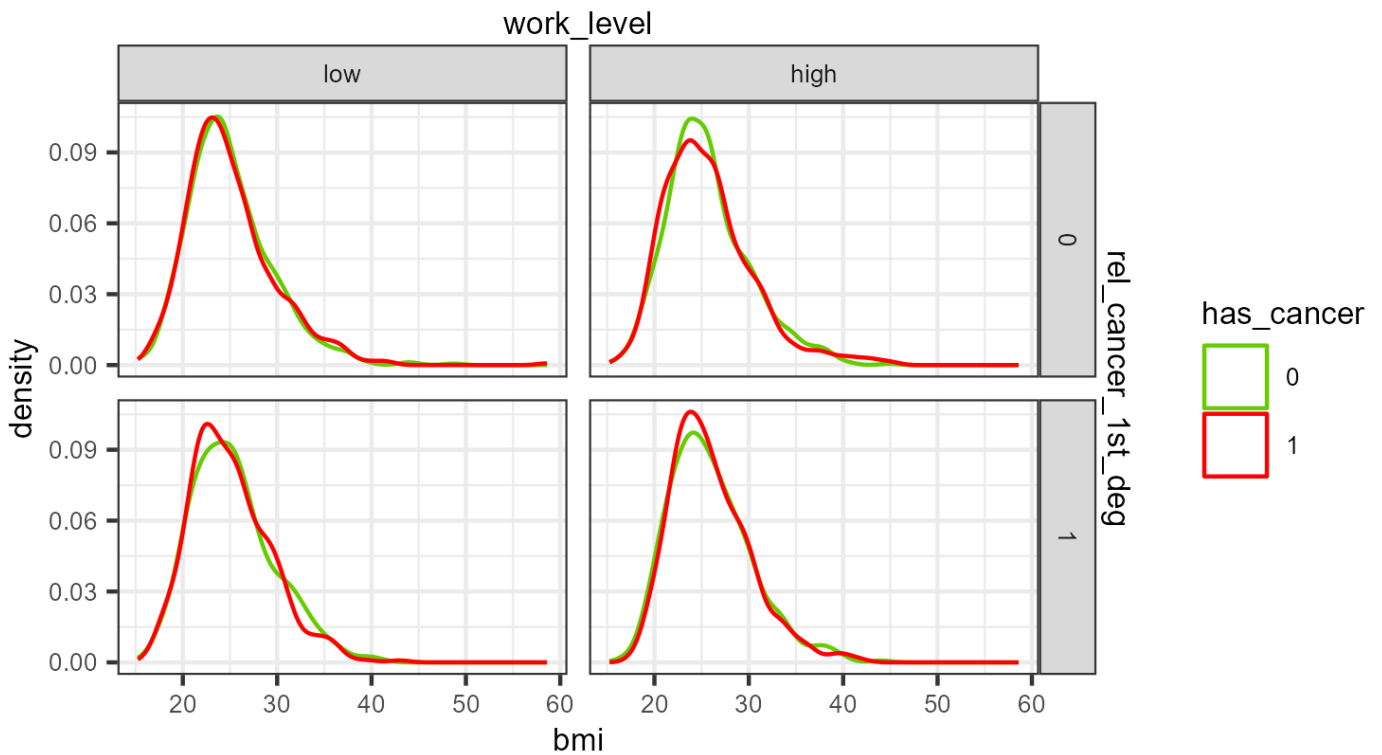 work_level
low high
0.09
0.06
0.03
0.00
0
0.09
0.06
0.03
0.00
1
20 30 40 50 60 20 30 40 50 60
bmi
density
rel_cancer_1st_deg
has_cancer
0
1